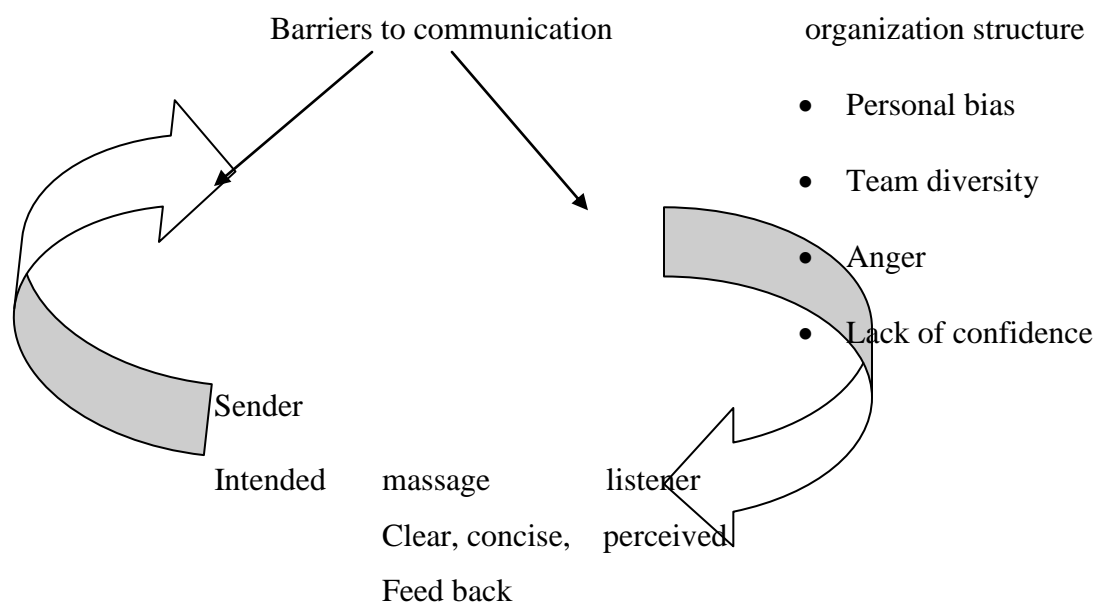 Barriers to communication organization structure
• Personal bias
• Team diversity
• Anger
• Lack of confidence
Sender
Intended massage listener
Clear, concise, perceived
Feed back